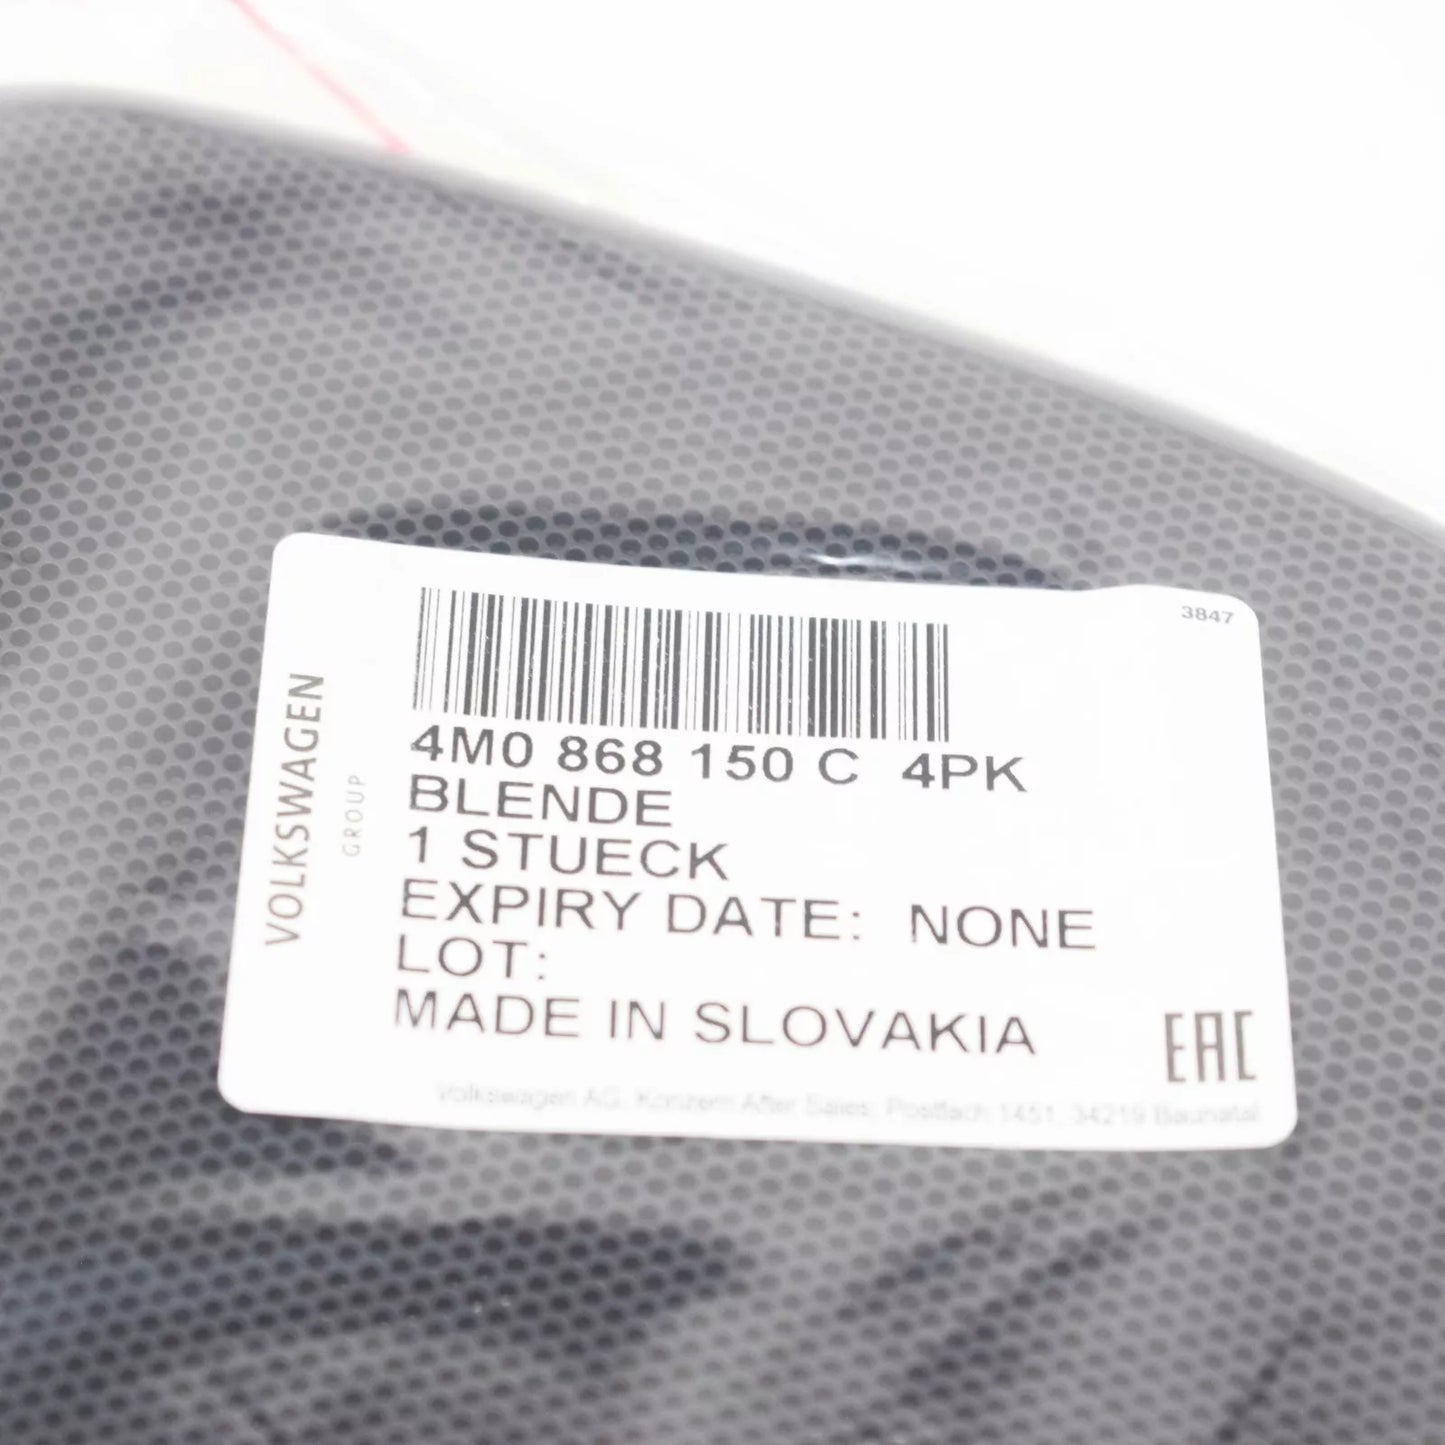 3847
4M0 868 150 C 4PK
BLENDE
1 STUECK
EXPIRY DATE: NONE
LOT:
MADE IN SLOVAKIA
EAC
VOLKSWAGEN
GROUP
Volkswagen AG, Konzern After Sales, Postfach 1451, 34219 Baunatal